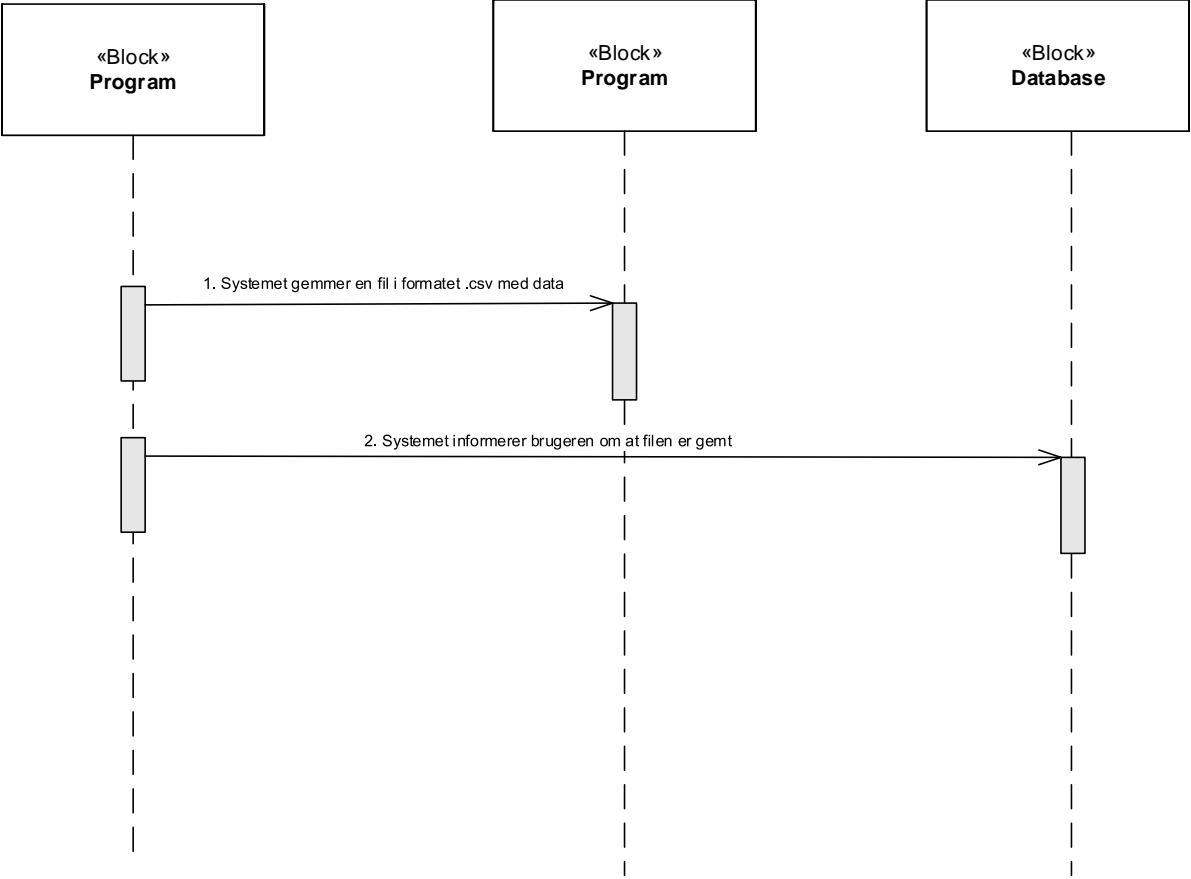 «Block»
Program
«Block»
Program
«Block»
Database
1. Systemet gemmer en fil i formatet .csv med data
2. Systemet informerer brugeren om at filen er gemt